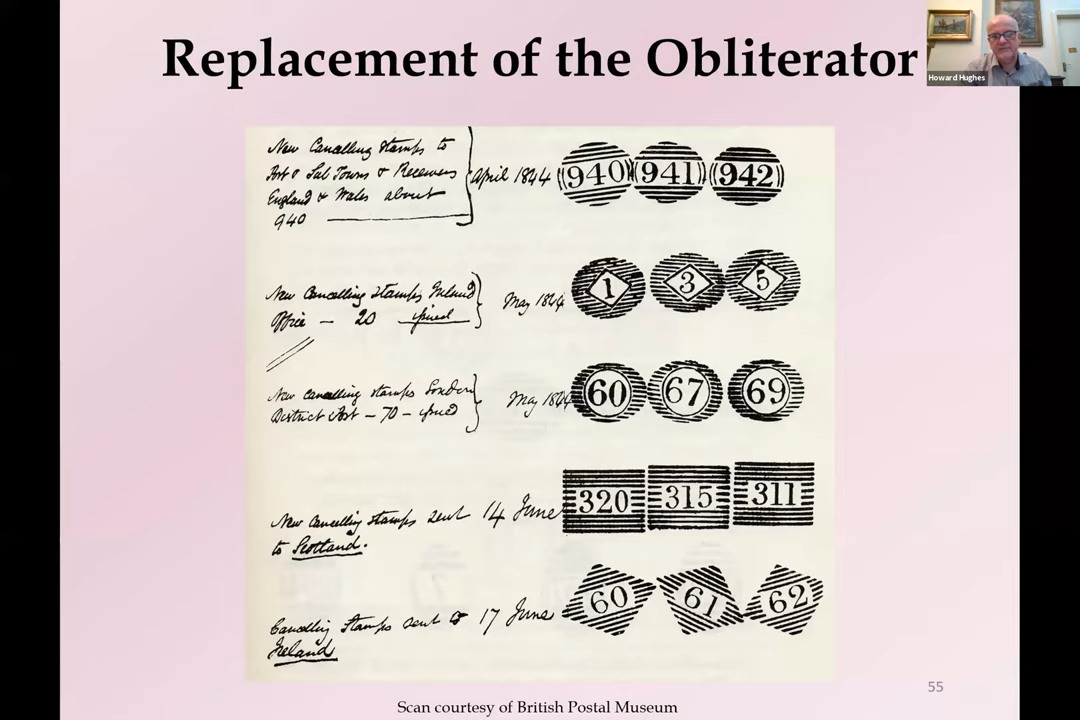 Replacement of the Obliterator
Howard Hughes
New Cancelling Stamps to
Post & Sub Towns & Receivers
England & Wales about
940
April 1844
940 941 942
New Cancelling Stamps Inland
Office — 20 issued
May 1844
1 3 5
New Cancelling Stamps London
District Post — 70 — issued
May 1844
60 67 69
320 315 311
New Cancelling Stamps sent 14 June
to Scotland.
60 61 62
Cancelling Stamps sent to 17 June
Ireland
55
Scan courtesy of British Postal Museum